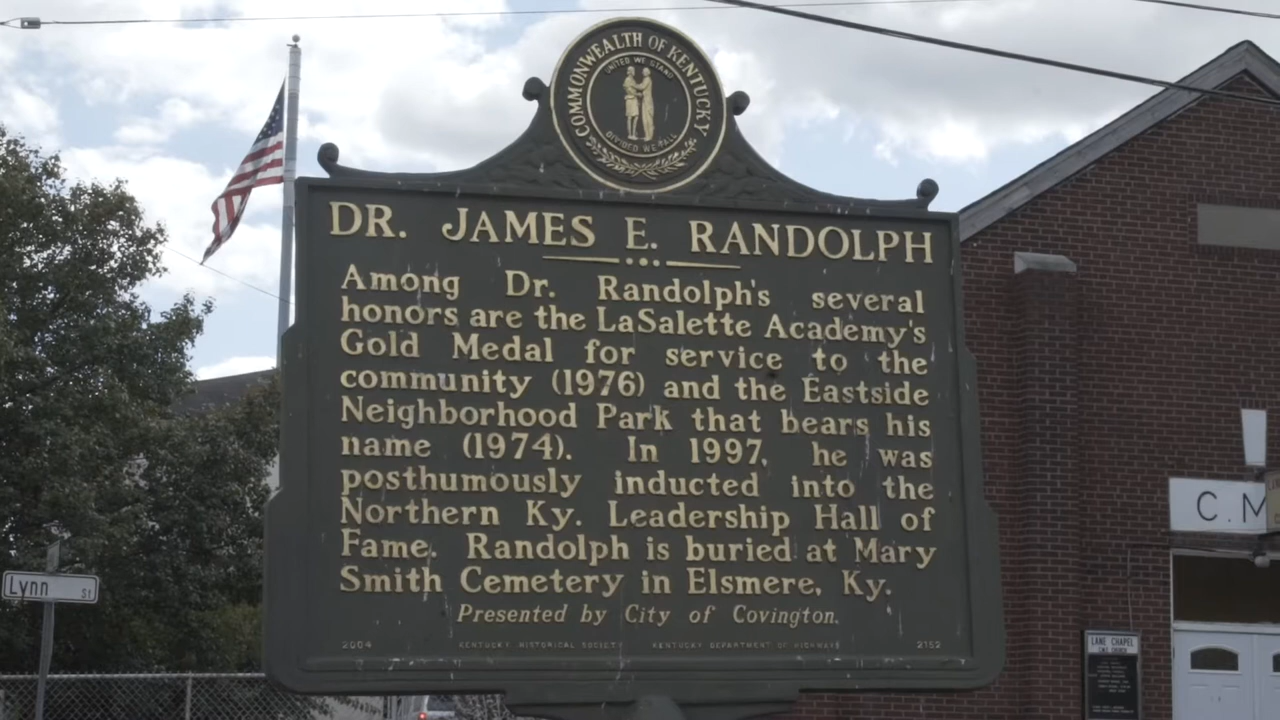 COMMONWEALTH OF KENTUCKY
UNITED WE STAND
DIVIDED WE FALL
DR. JAMES E. RANDOLPH
Among Dr. Randolph's several
honors are the LaSalette Academy's
Gold Medal for service to the
community (1976) and the Eastside
Neighborhood Park that bears his
name (1974). In 1997, he was
posthumously inducted into the
Northern Ky. Leadership Hall of
Fame. Randolph is buried at Mary
Smith Cemetery in Elsmere, Ky.
Presented by City of Covington.
2004 KENTUCKY HISTORICAL SOCIETY KENTUCKY DEPARTMENT OF HIGHWAYS 2152
Lynn St
C.M
LANE CHAPEL
C.M.E. CHURCH